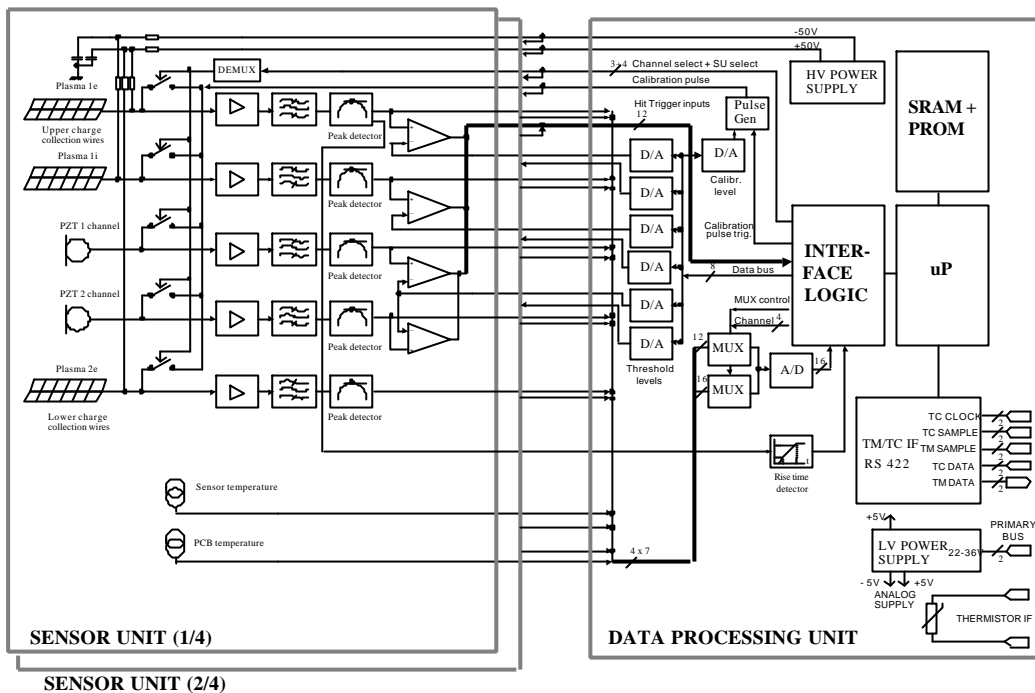 -50V
+50V
DEMUX
3+4 Channel select + SU select
Calibration pulse
HV POWER
SUPPLY
SRAM +
PROM
Plasma 1e
Upper charge
collection wires
Peak detector
Hit Trigger inputs
12
Pulse
Gen
D/A
D/A
Calibr.
level
Plasma 1i
Peak detector
D/A
PZT 1 channel
Peak detector
D/A
Calibration
pulse trig.
INTER-
FACE
LOGIC
uP
D/A
8
Data bus
PZT 2 channel
Peak detector
D/A
MUX control
Channel 4
D/A
Threshold
levels
12
MUX
16
MUX
A/D
16
Plasma 2e
Lower charge
collection wires
Peak detector
TM/TC IF
RS 422
TC CLOCK
2
TC SAMPLE
2
TM SAMPLE
2
TC DATA
2
TM DATA
2
t
Rise time
detector
Sensor temperature
PCB temperature
4 x 7
+5V
LV POWER
SUPPLY
22-36V
PRIMARY
BUS
2
- 5V
+5V
ANALOG
SUPPLY
THERMISTOR IF
SENSOR UNIT (1/4)
DATA PROCESSING UNIT
SENSOR UNIT (2/4)